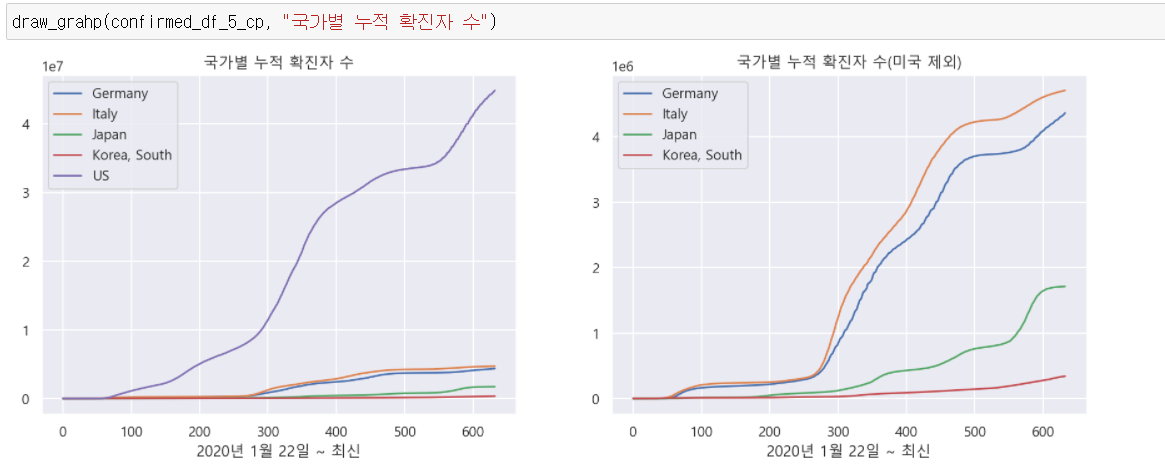 draw_grahp(confirmed_df_5_cp, "국가별 누적 확진자 수")
국가별 누적 확진자 수
1e7
Germany
Italy
Japan
Korea, South
US
4
3
2
1
0
0 100 200 300 400 500 600
2020년 1월 22일 ~ 최신
국가별 누적 확진자 수(미국 제외)
1e6
Germany
Italy
Japan
Korea, South
4
3
2
1
0
0 100 200 300 400 500 600
2020년 1월 22일 ~ 최신